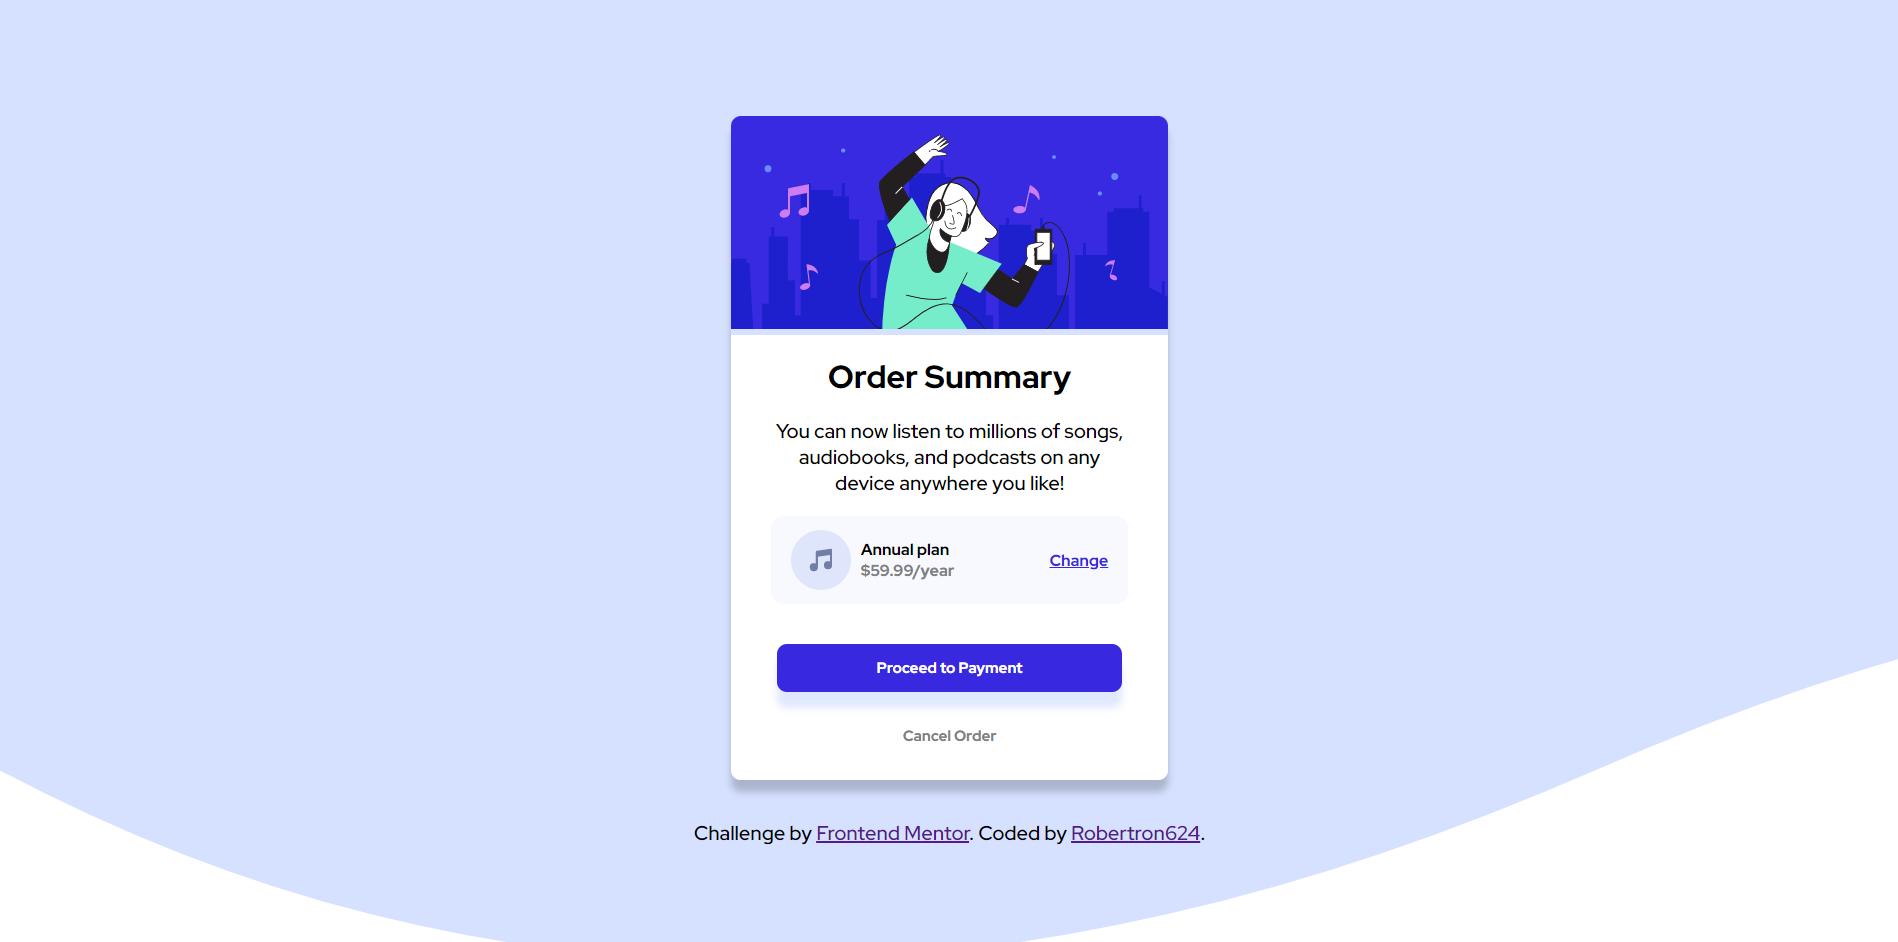 Order Summary
You can now listen to millions of songs,
audiobooks, and podcasts on any
device anywhere you like!
Annual plan
$59.99/year
Change
Proceed to Payment
Cancel Order
Challenge by Frontend Mentor. Coded by Robertron624.